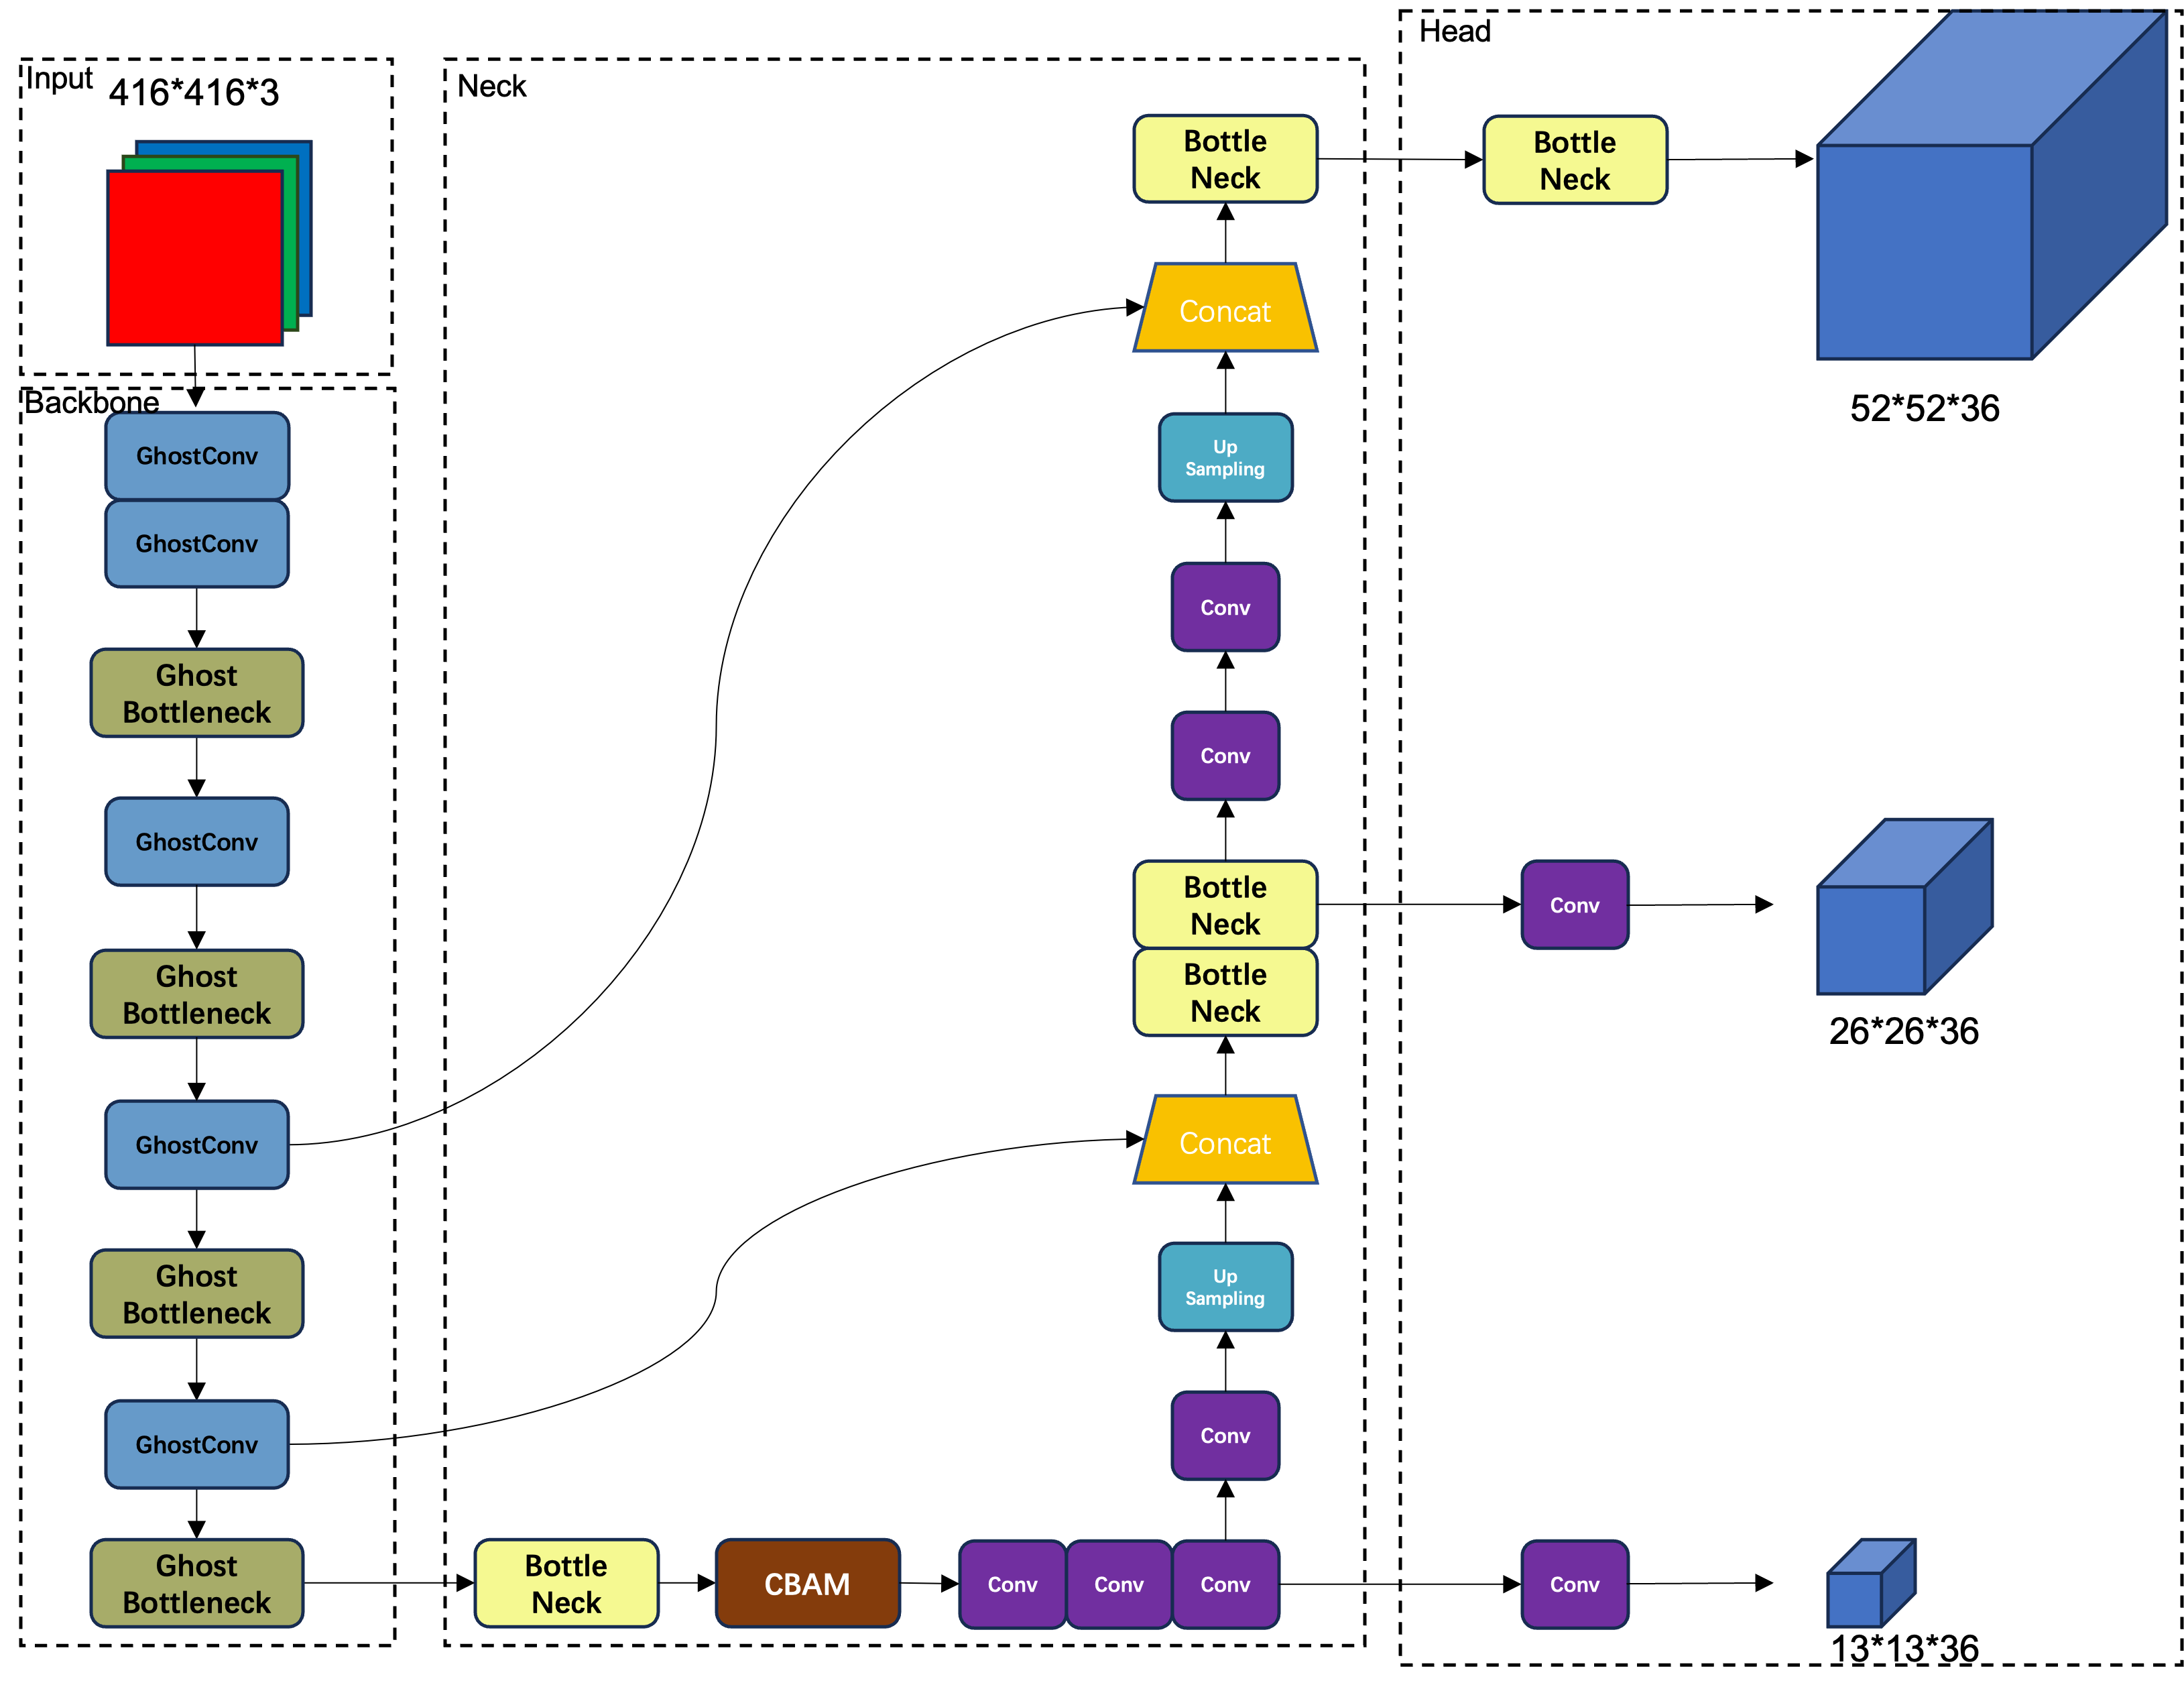 Input
416*416*3
Backbone
GhostConv
GhostConv
Ghost
Bottleneck
GhostConv
Ghost
Bottleneck
GhostConv
Ghost
Bottleneck
GhostConv
Ghost
Bottleneck
Neck
Bottle
Neck
CBAM
Conv
Conv
Conv
Conv
Up
Sampling
Concat
Bottle
Neck
Bottle
Neck
Conv
Conv
Up
Sampling
Concat
Bottle
Neck
Head
Bottle
Neck
52*52*36
Conv
26*26*36
Conv
13*13*36